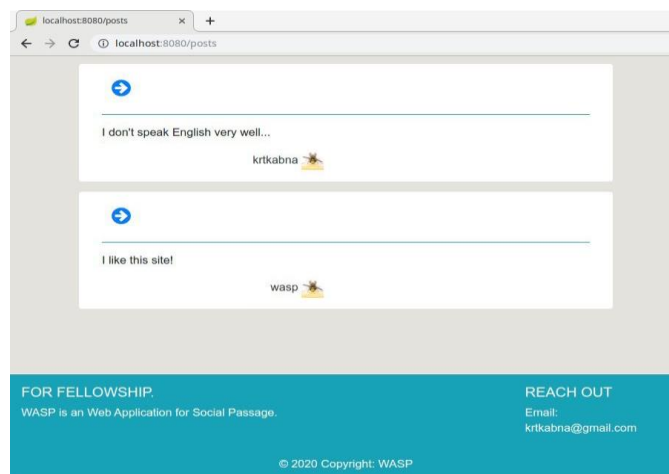 localhost:8080/posts
localhost:8080/posts
I don't speak English very well...
krtkabna
I like this site!
wasp
FOR FELLOWSHIP.
WASP is an Web Application for Social Passage.
REACH OUT
Email:
krtkabna@gmail.com
© 2020 Copyright: WASP